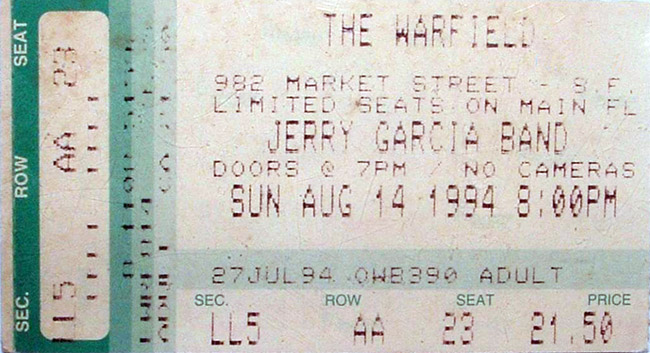 THE WARFIELD
982 MARKET STREET - S.F.
LIMITED SEATS ON MAIN FL
JERRY GARCIA BAND
DOORS @ 7PM / NO CAMERAS
SUN AUG 14 1994 8:00PM
27JUL94 OWB390 ADULT
SEC. ROW SEAT PRICE
LL5 AA 23 21.50
SEC. ROW SEAT
LL5 AA 23